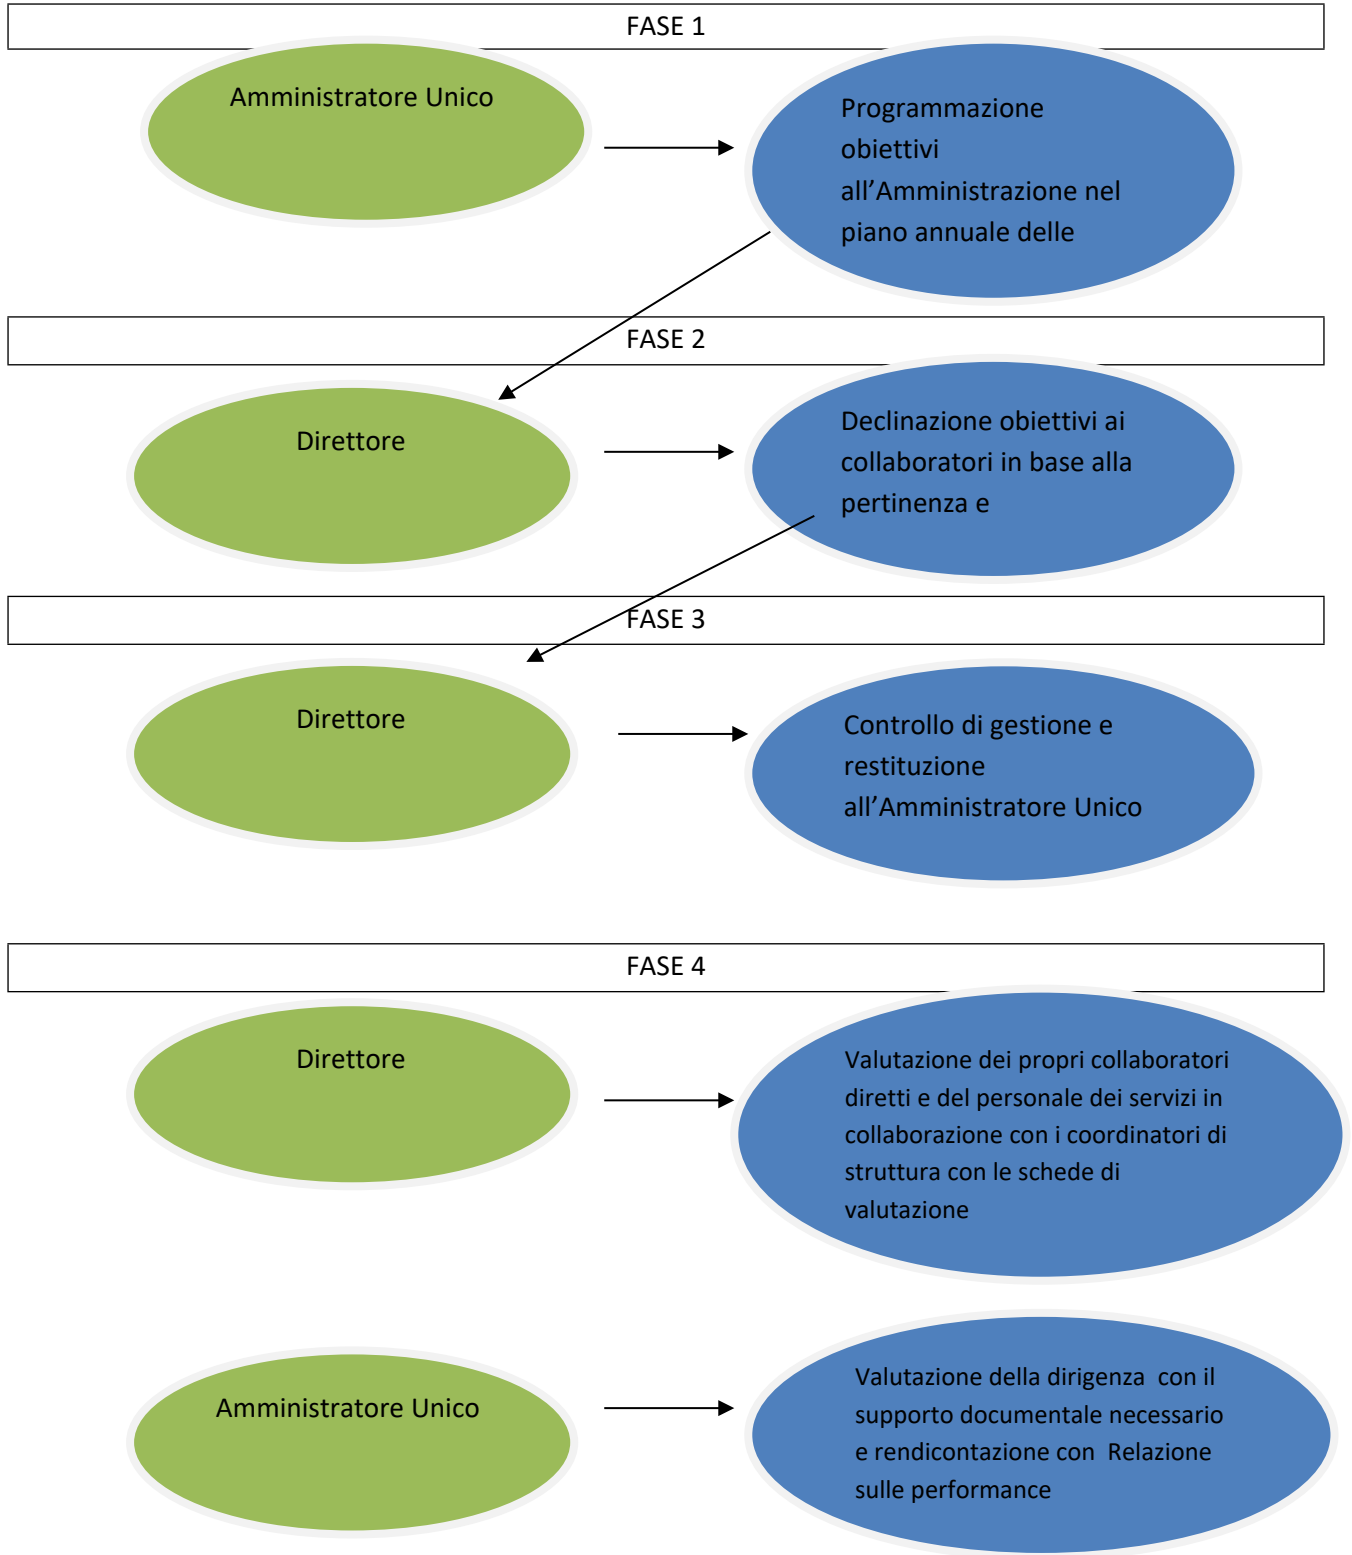 FASE 1
Amministratore Unico
Programmazione
obiettivi
all’Amministrazione nel
piano annuale delle
FASE 2
Direttore
Declinazione obiettivi ai
collaboratori in base alla
pertinenza e
FASE 3
Direttore
Controllo di gestione e
restituzione
all’Amministratore Unico
FASE 4
Direttore
Valutazione dei propri collaboratori
diretti e del personale dei servizi in
collaborazione con i coordinatori di
struttura con le schede di
valutazione
Amministratore Unico
Valutazione della dirigenza  con il
supporto documentale necessario
e rendicontazione con  Relazione
sulle performance